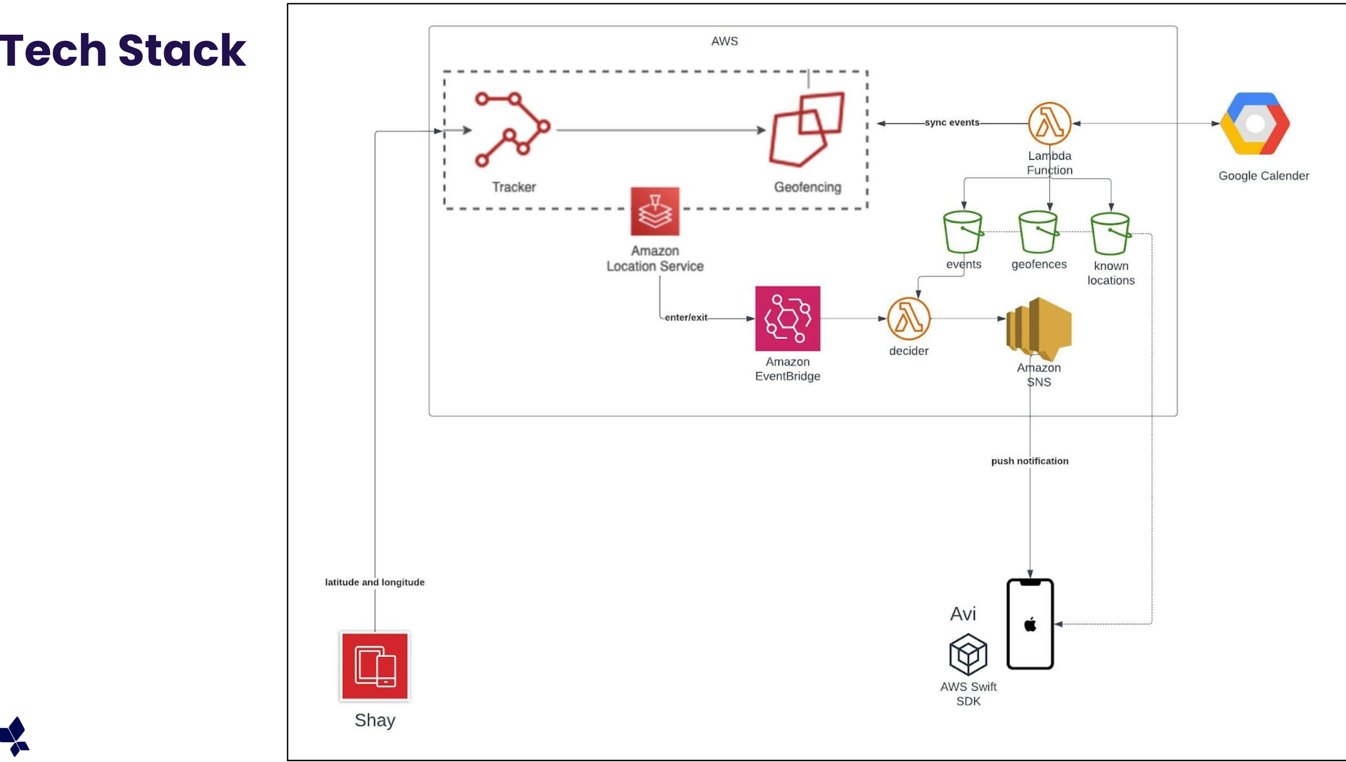 Tech Stack
AWS
Tracker
Geofencing
sync events
Lambda
Function
Google Calender
Amazon
Location Service
events
geofences
known
locations
enter/exit
Amazon
EventBridge
decider
Amazon
SNS
push notification
latitude and longitude
Shay
Avi
AWS Swift
SDK